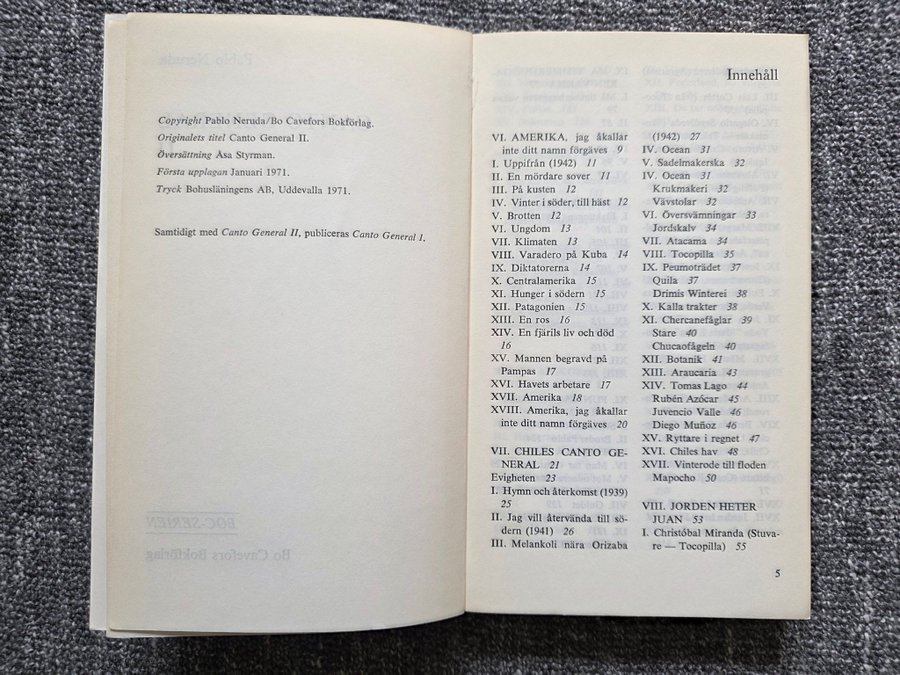 Copyright Pablo Neruda/Bo Cavefors Bokförlag.
Originalets titel Canto General II.
Översättning Åsa Styrman.
Första upplagan Januari 1971.
Tryck Bohusläningens AB, Uddevalla 1971.
Samtidigt med Canto General II, publiceras Canto General I.
Innehåll
VI. AMERIKA, jag åkallar
inte ditt namn förgäves 9
I. Uppifrån (1942) 11
II. En mördare sover 11
III. På kusten 12
IV. Vinter i söder, till häst 12
V. Brotten 12
VI. Ungdom 13
VII. Klimaten 13
VIII. Varadero på Kuba 14
IX. Diktatorerna 14
X. Centralamerika 15
XI. Hunger i södern 15
XII. Patagonien 15
XIII. En ros 16
XIV. En fjärils liv och död
16
XV. Mannen begravd på
Pampas 17
XVI. Havets arbetare 17
XVII. Amerika 18
XVIII. Amerika, jag åkallar
inte ditt namn förgäves 20
VII. CHILES CANTO GE-
NERAL 21
Evigheten 23
I. Hymn och återkomst (1939)
25
II. Jag vill återvända till sö-
dern (1941) 26
III. Melankoli nära Orizaba
(1942) 27
IV. Ocean 31
V. Sadelmakerska 32
IV. Ocean 31
Krukmakeri 32
Vävstolar 32
VI. Översvämningar 33
Jordskalv 34
VII. Atacama 34
VIII. Tocopilla 35
IX. Peumoträdet 37
Quila 37
Drimis Winterei 38
X. Kalla trakter 38
XI. Chercanefåglar 39
Stare 40
Chucaofågeln 40
XII. Botanik 41
XIII. Araucaria 43
XIV. Tomas Lago 44
Rubén Azócar 45
Juvencio Valle 46
Diego Muñoz 46
XV. Ryttare i regnet 47
XVI. Chiles hav 48
XVII. Vinterode till floden
Mapocho 50
VIII. JORDEN HETER
JUAN 53
I. Christóbal Miranda (Stuva-
re — Tocopilla) 55
5
Pablo Neruda
BOC-SERIEN
Bo Cavefors Bokförlag